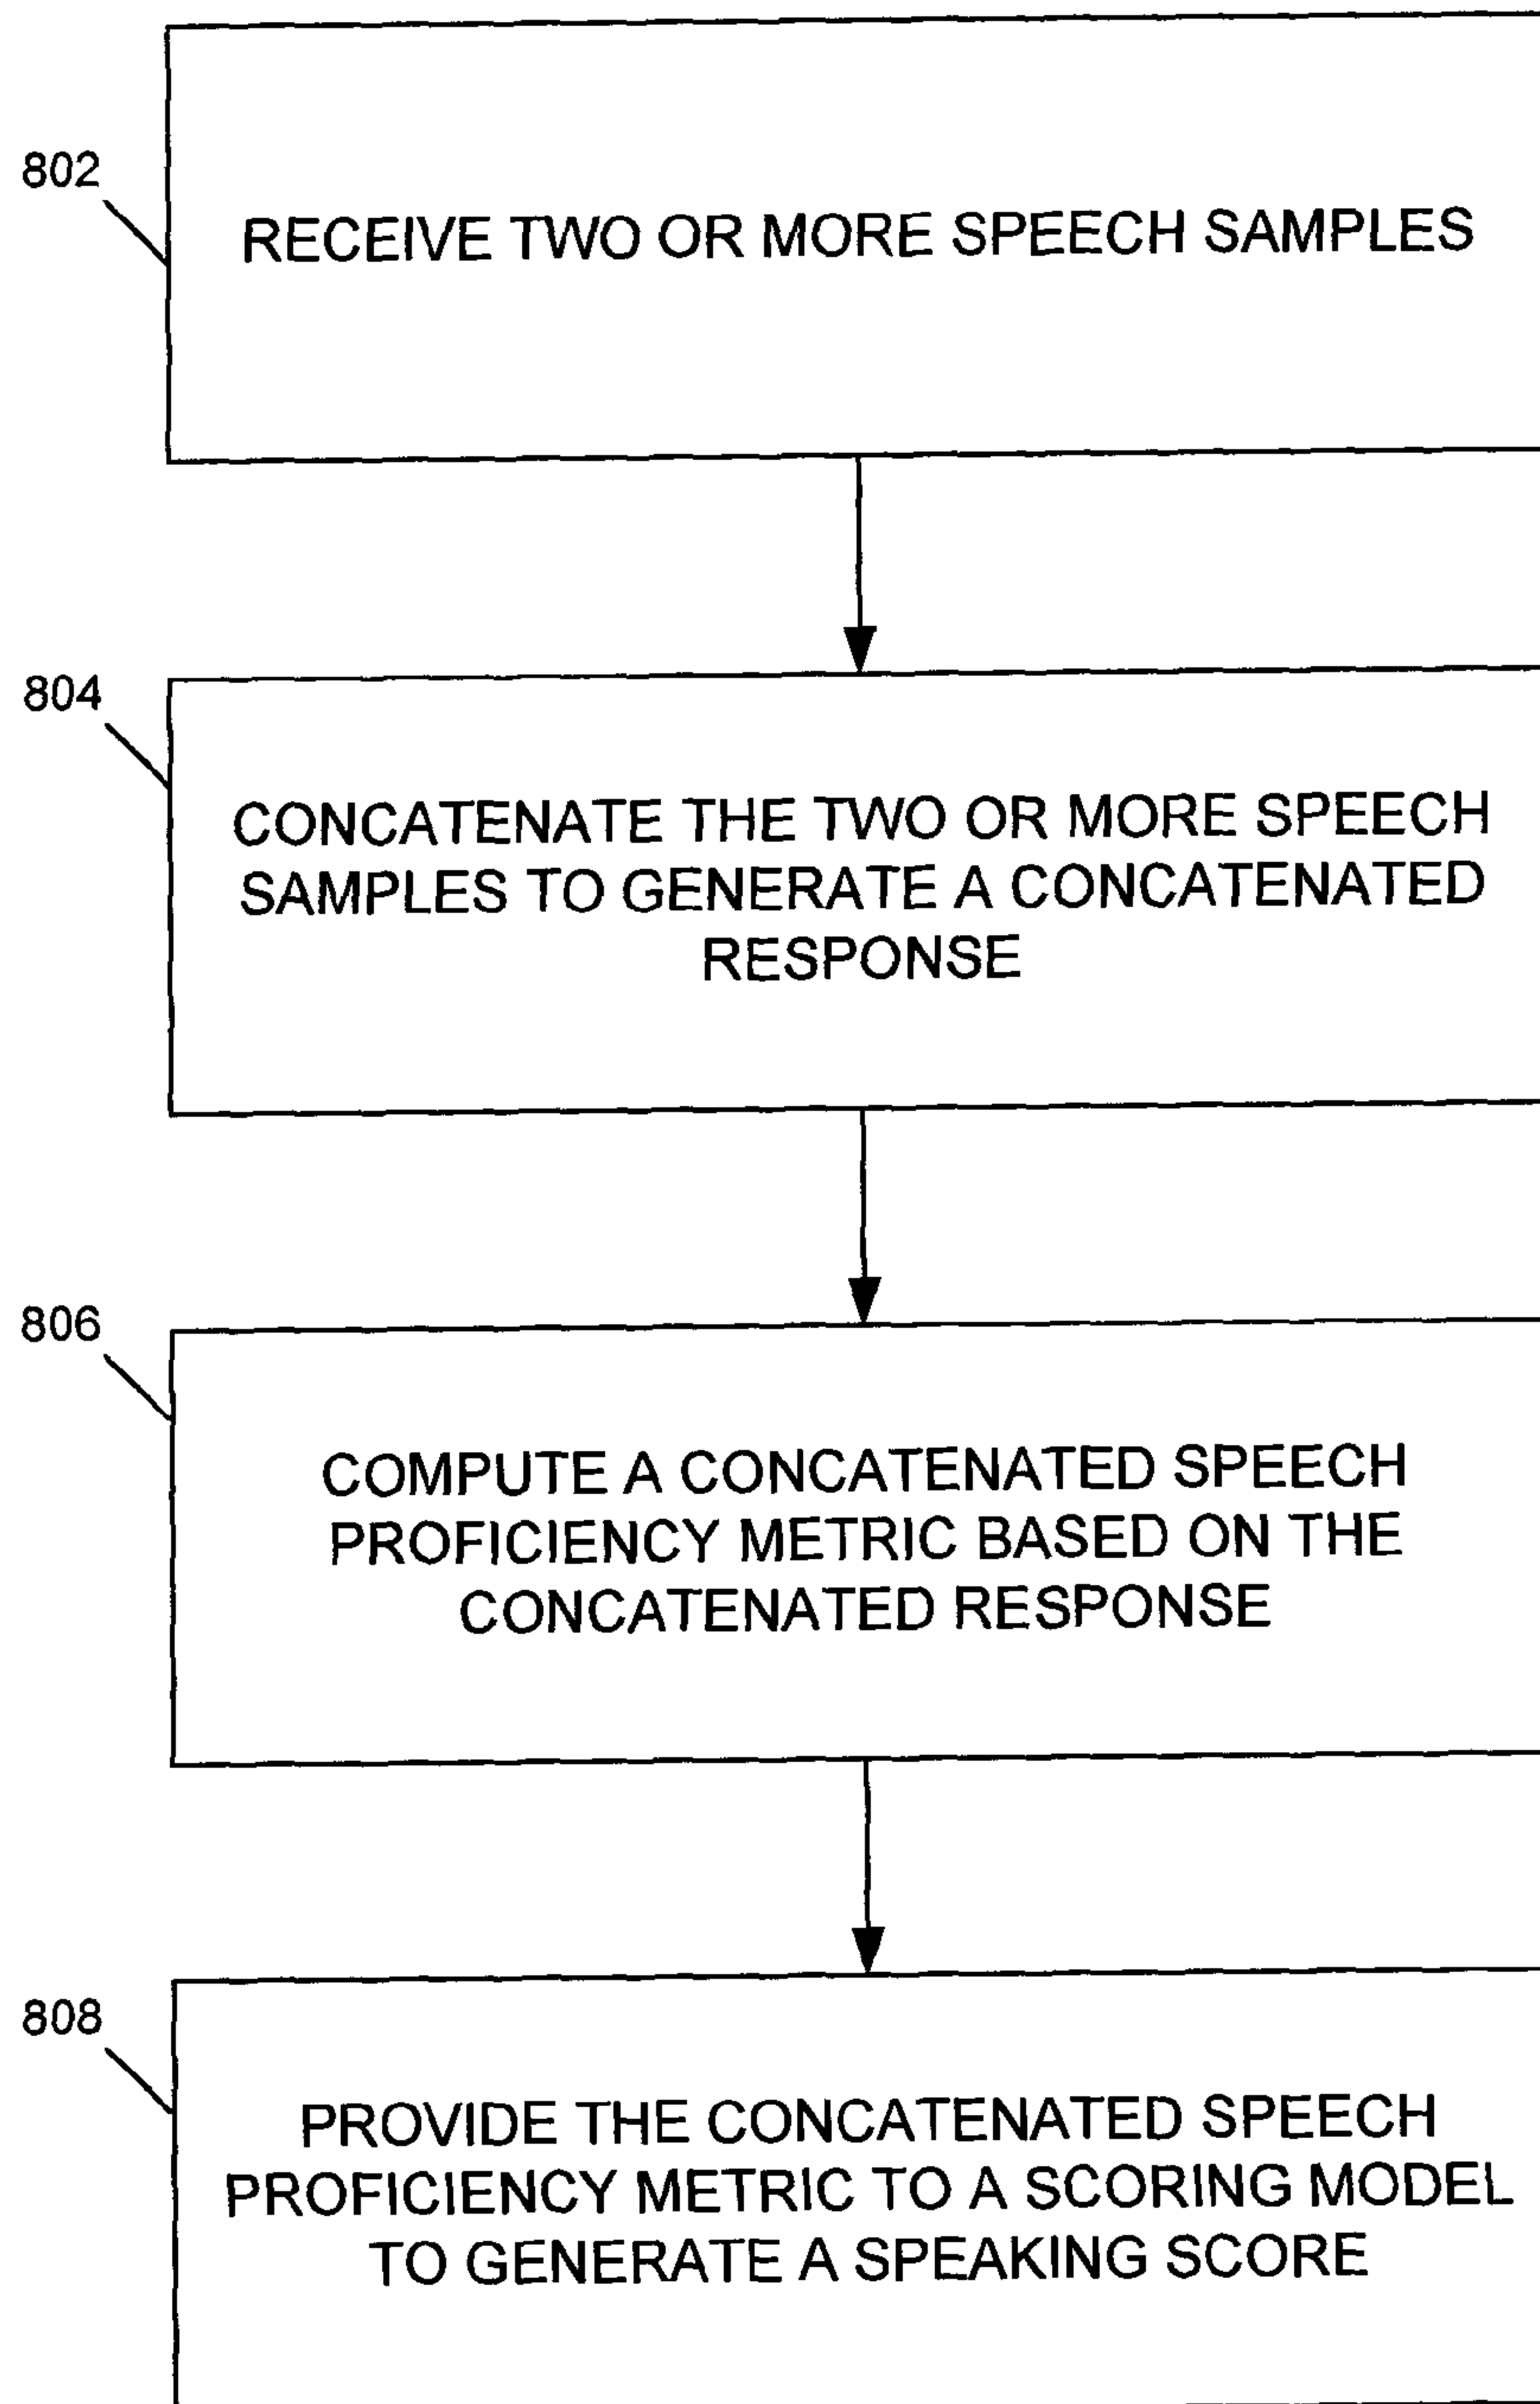 802
RECEIVE TWO OR MORE SPEECH SAMPLES
804
CONCATENATE THE TWO OR MORE SPEECH
SAMPLES TO GENERATE A CONCATENATED
RESPONSE
806
COMPUTE A CONCATENATED SPEECH
PROFICIENCY METRIC BASED ON THE
CONCATENATED RESPONSE
808
PROVIDE THE CONCATENATED SPEECH
PROFICIENCY METRIC TO A SCORING MODEL
TO GENERATE A SPEAKING SCORE